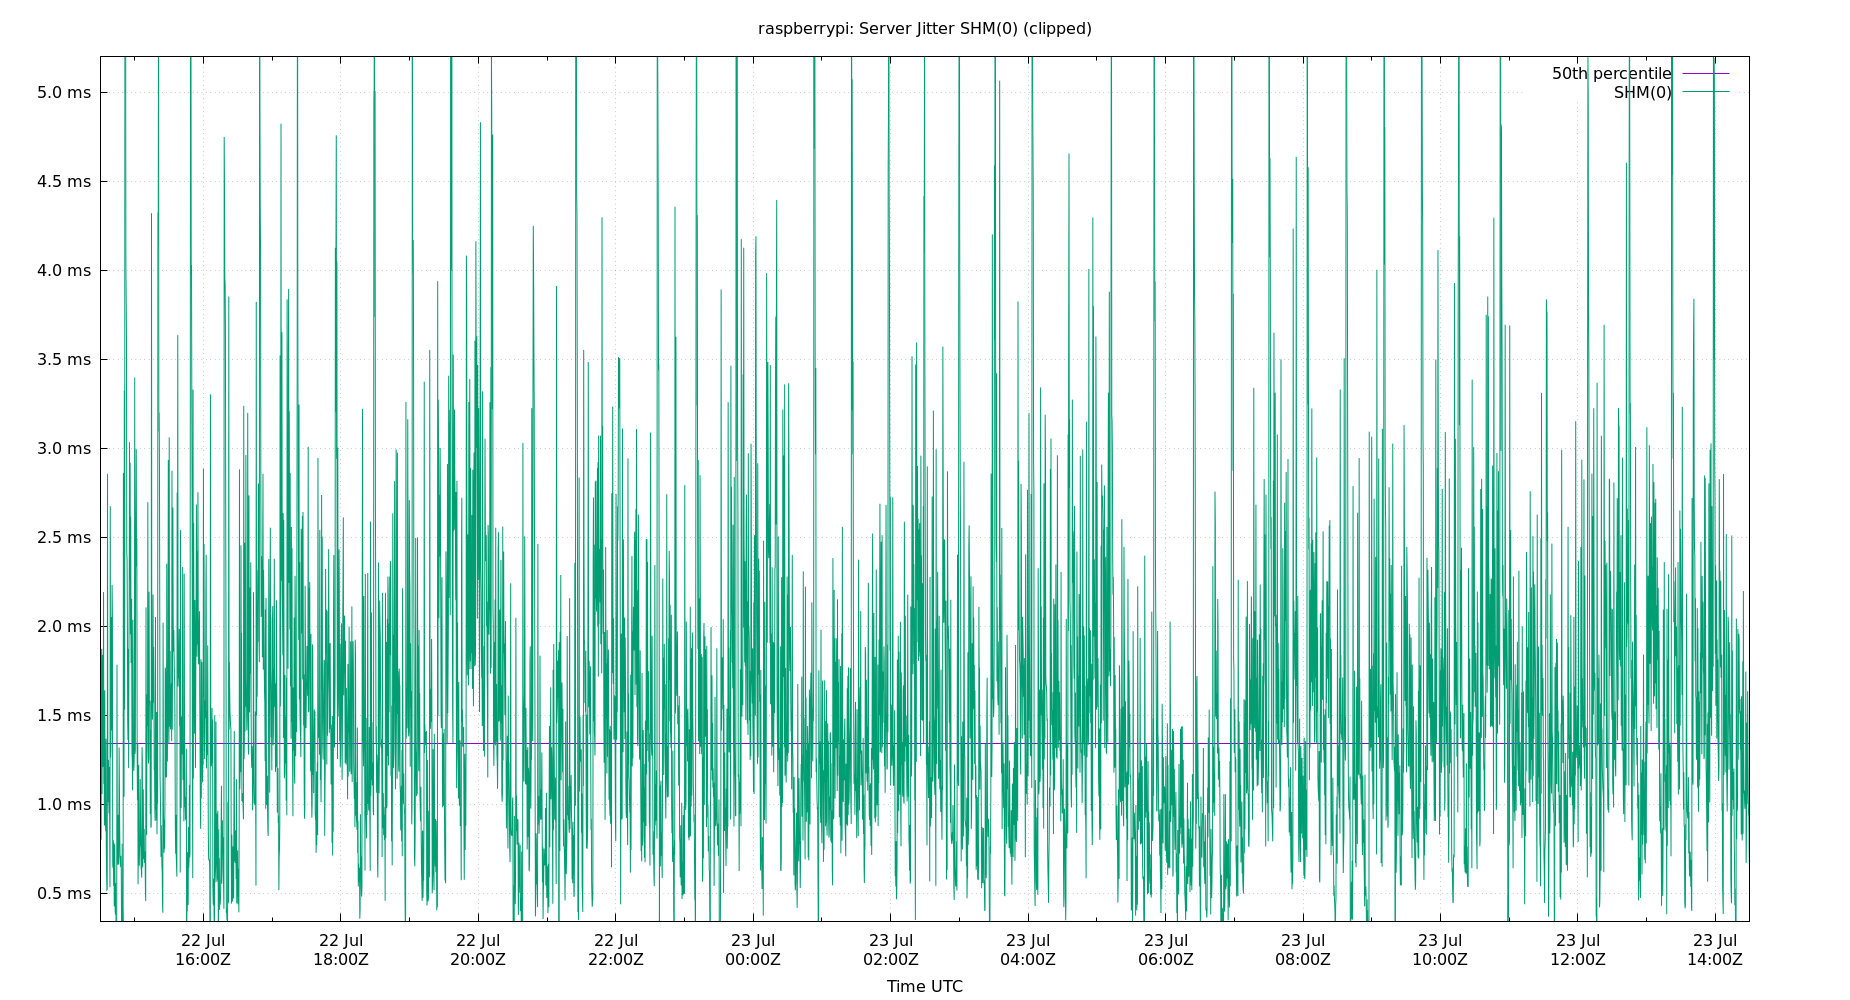 raspberrypi: Server Jitter SHM(0) (clipped)
50th percentile
SHM(0)
5.0 ms
4.5 ms
4.0 ms
3.5 ms
3.0 ms
2.5 ms
2.0 ms
1.5 ms
1.0 ms
0.5 ms
22 Jul 22 Jul 22 Jul 22 Jul 23 Jul 23 Jul 23 Jul 23 Jul 23 Jul 23 Jul 23 Jul 23 Jul
16:00Z 18:00Z 20:00Z 22:00Z 00:00Z 02:00Z 04:00Z 06:00Z 08:00Z 10:00Z 12:00Z 14:00Z
Time UTC